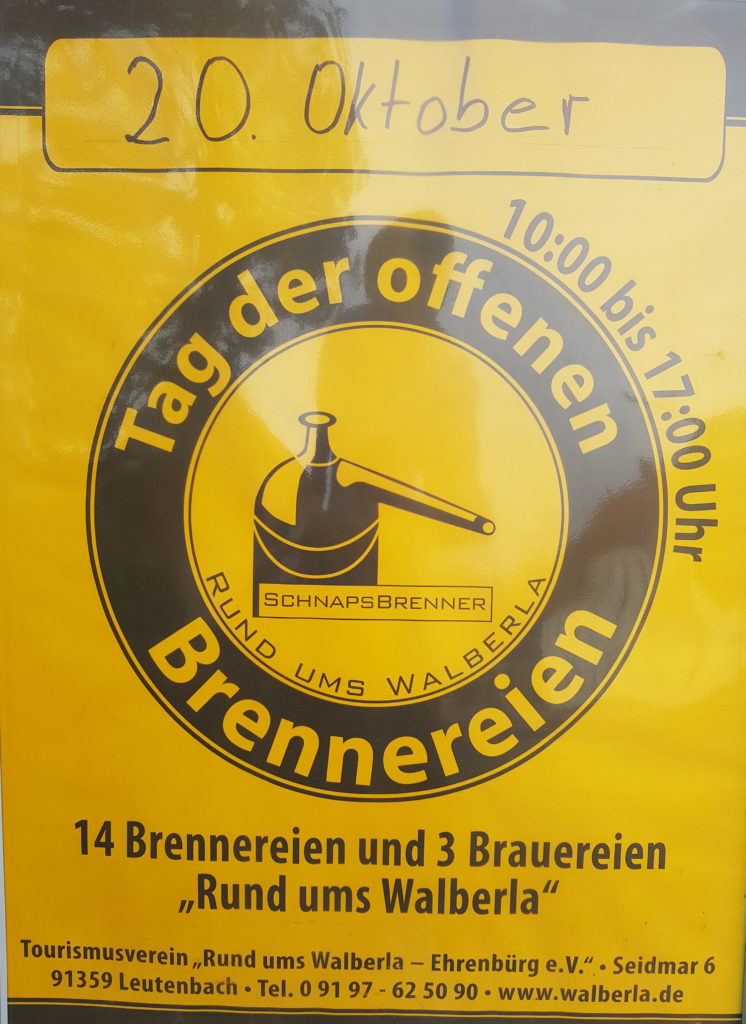 20. Oktober
10:00 bis 17:00 Uhr
Tag der offenen
SCHNAPSBRENNER
RUND UMS WALBERLA
Brennereien
14 Brennereien und 3 Brauereien
„Rund ums Walberla“
Tourismusverein „Rund ums Walberla – Ehrenbürg e.V.“ • Seidmar 6
91359 Leutenbach • Tel. 0 91 97 - 62 50 90 • www.walberla.de